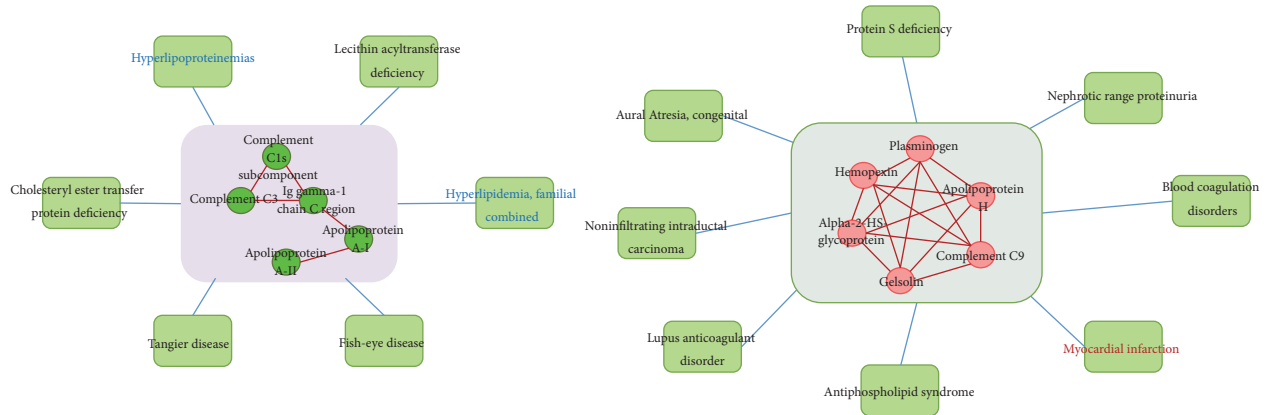 Hyperlipoproteinemias
Lecithin acyltransferase
deficiency
Complement
C1s
subcomponent
Complement C3
Ig gamma-1
chain C region
Apolipoprotein
A-I
Apolipoprotein
A-II
Cholesteryl ester transfer
protein deficiency
Hyperlipidemia, familial
combined
Tangier disease
Fish-eye disease
Protein S deficiency
Aural Atresia, congenital
Nephrotic range proteinuria
Plasminogen
Hemopexin
Apolipoprotein
H
Alpha-2-HS-
glycoprotein
Complement C9
Gelsolin
Noninfiltrating intraductal
carcinoma
Blood coagulation
disorders
Lupus anticoagulant
disorder
Myocardial infarction
Antiphospholipid syndrome